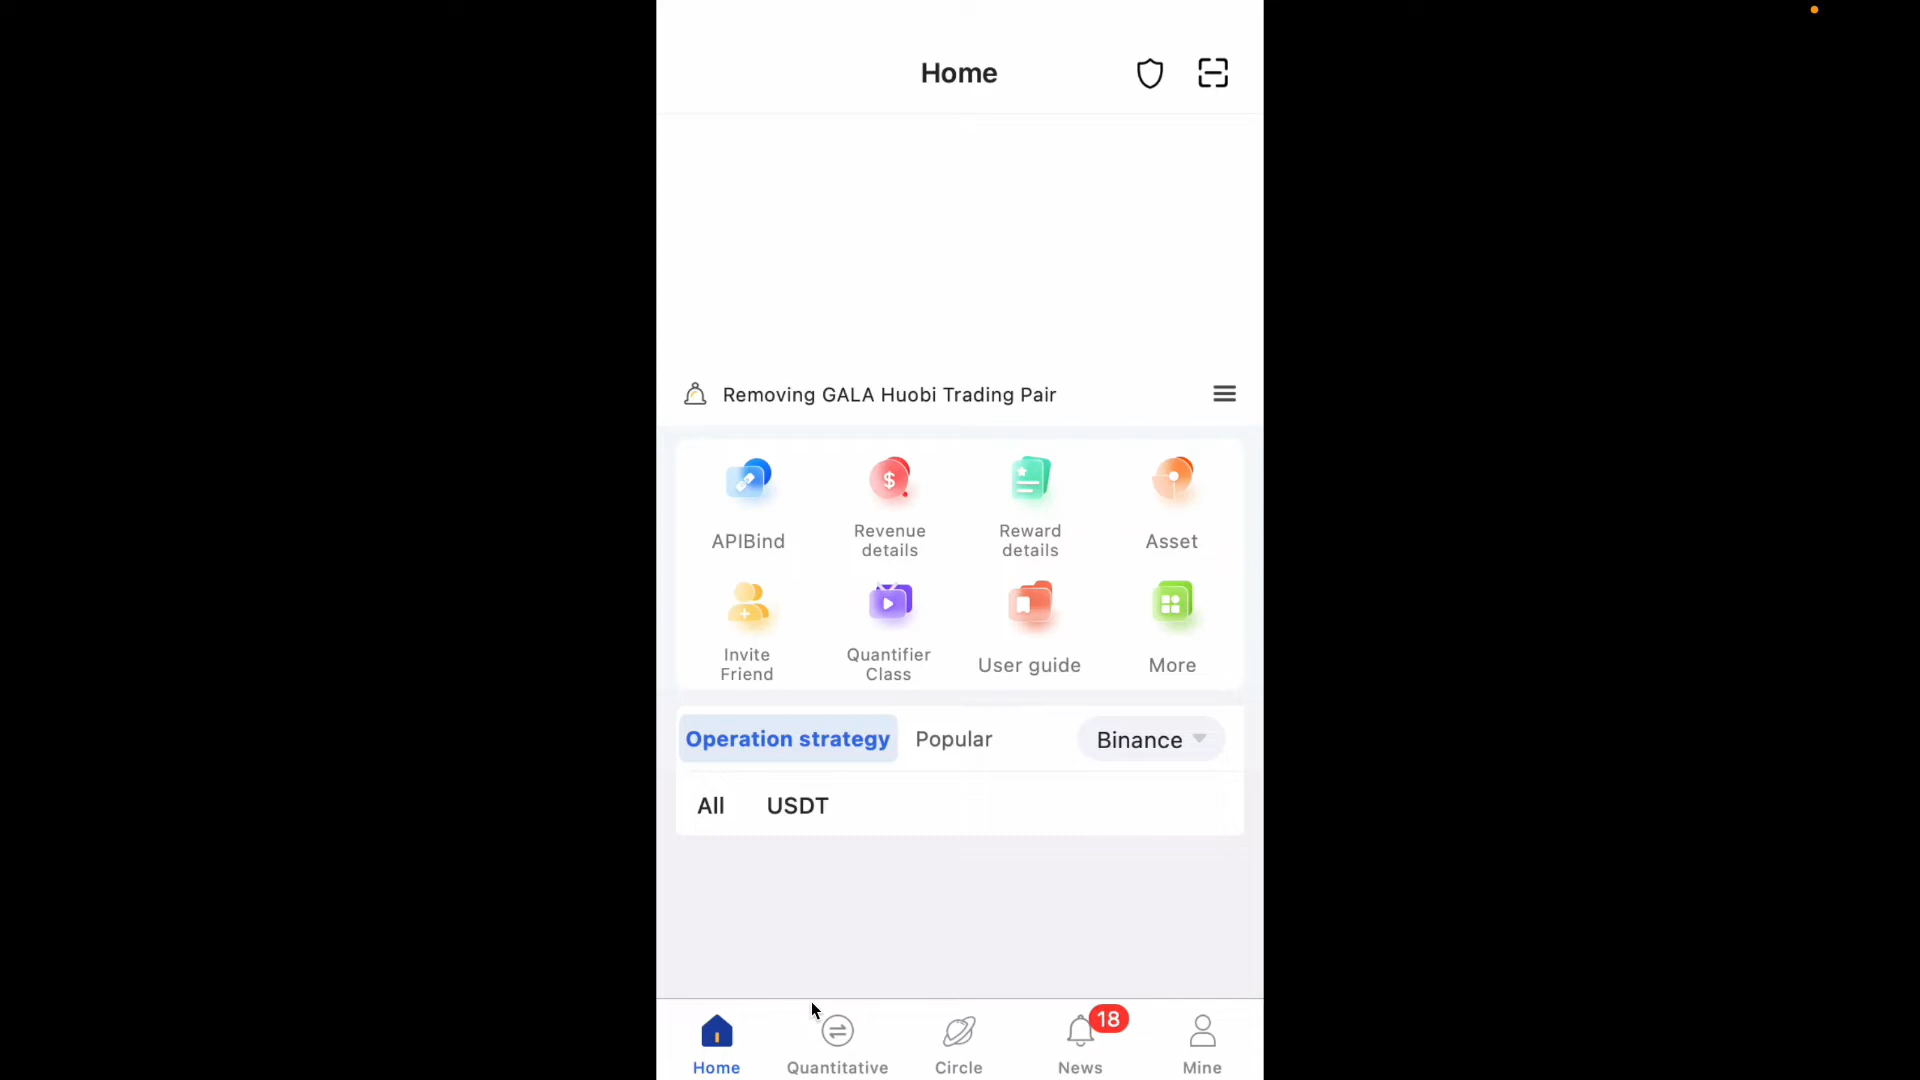 Home
Removing GALA Huobi Trading Pair
APIBind
Revenue
details
Reward
details
Asset
Invite
Friend
Quantifier
Class
User guide
More
Operation strategy
Popular
Binance
All
USDT
18
Home
Quantitative
Circle
News
Mine